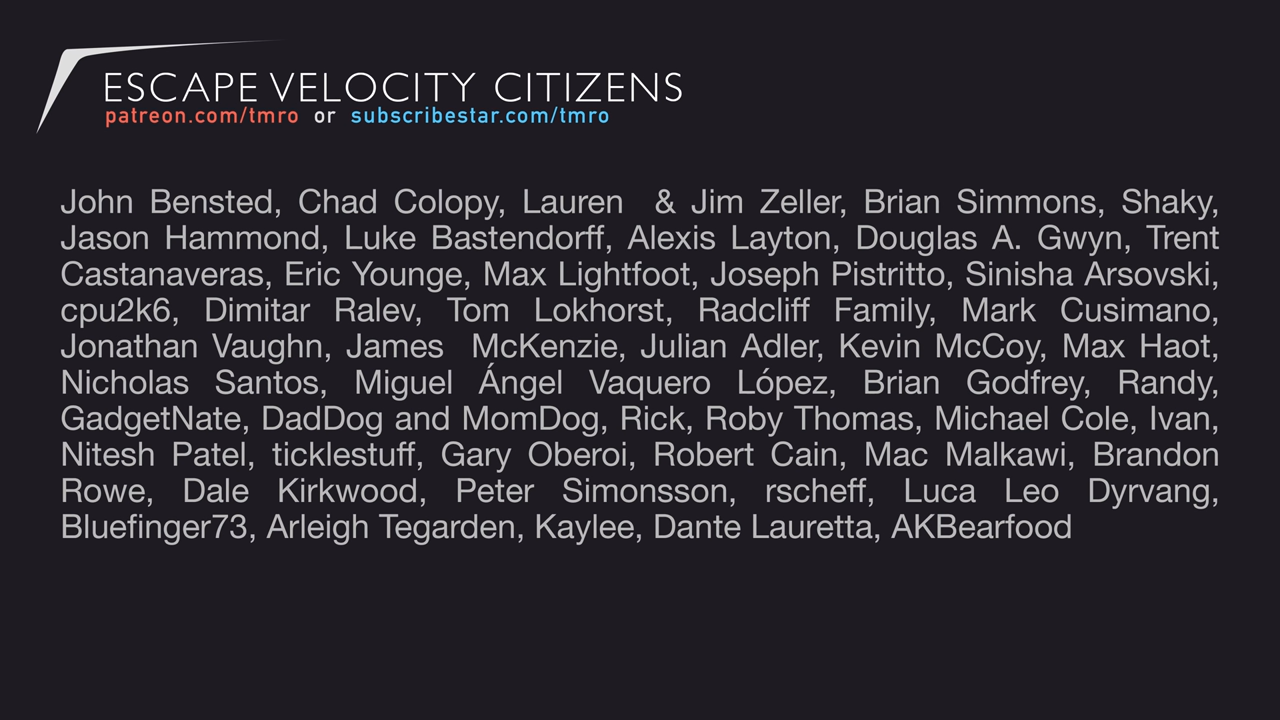 ESCAPE VELOCITY CITIZENS
patreon.com/tmro or subscribestar.com/tmro
John Bensted, Chad Colopy, Lauren & Jim Zeller, Brian Simmons, Shaky,
Jason Hammond, Luke Bastendorff, Alexis Layton, Douglas A. Gwyn, Trent
Castanaveras, Eric Younge, Max Lightfoot, Joseph Pistritto, Sinisha Arsovski,
cpu2k6, Dimitar Ralev, Tom Lokhorst, Radcliff Family, Mark Cusimano,
Jonathan Vaughn, James McKenzie, Julian Adler, Kevin McCoy, Max Haot,
Nicholas Santos, Miguel Ángel Vaquero López, Brian Godfrey, Randy,
GadgetNate, DadDog and MomDog, Rick, Roby Thomas, Michael Cole, Ivan,
Nitesh Patel, ticklestuff, Gary Oberoi, Robert Cain, Mac Malkawi, Brandon
Rowe, Dale Kirkwood, Peter Simonsson, rscheff, Luca Leo Dyrvang,
Bluefinger73, Arleigh Tegarden, Kaylee, Dante Lauretta, AKBearfood